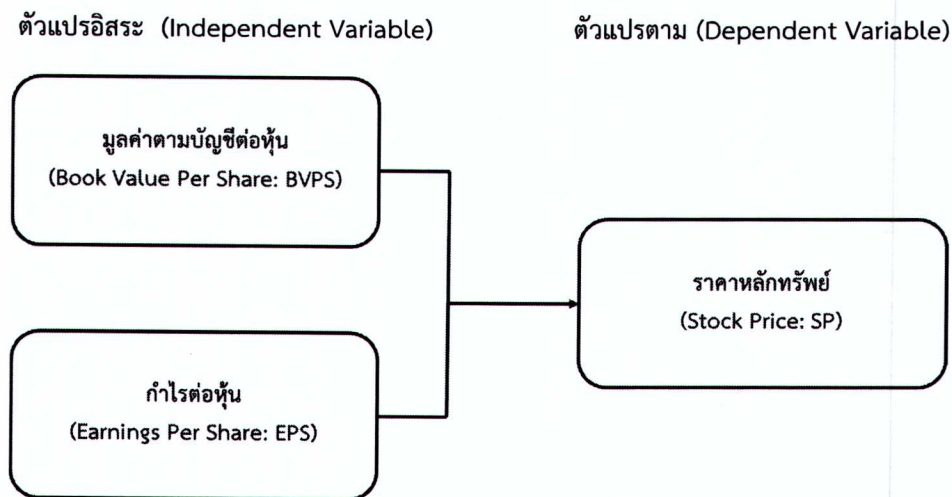 ตัวแปรอิสระ (Independent Variable)
ตัวแปรตาม (Dependent Variable)
มูลค่าตามบัญชีต่อหุ้น
(Book Value Per Share: BVPS)
ราคาหลักทรัพย์
(Stock Price: SP)
กำไรต่อหุ้น
(Earnings Per Share: EPS)